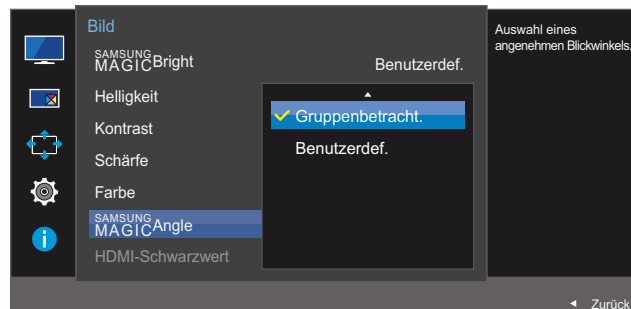 Bild
SAMSUNG MAGICBright Benutzerdef.
Helligkeit
Kontrast
Schärfe
Farbe
SAMSUNG MAGICAngle
HDMI-Schwarzwert
Gruppenbetracht.
Benutzerdef.
Auswahl eines
angenehmen Blickwinkels.
Zurück